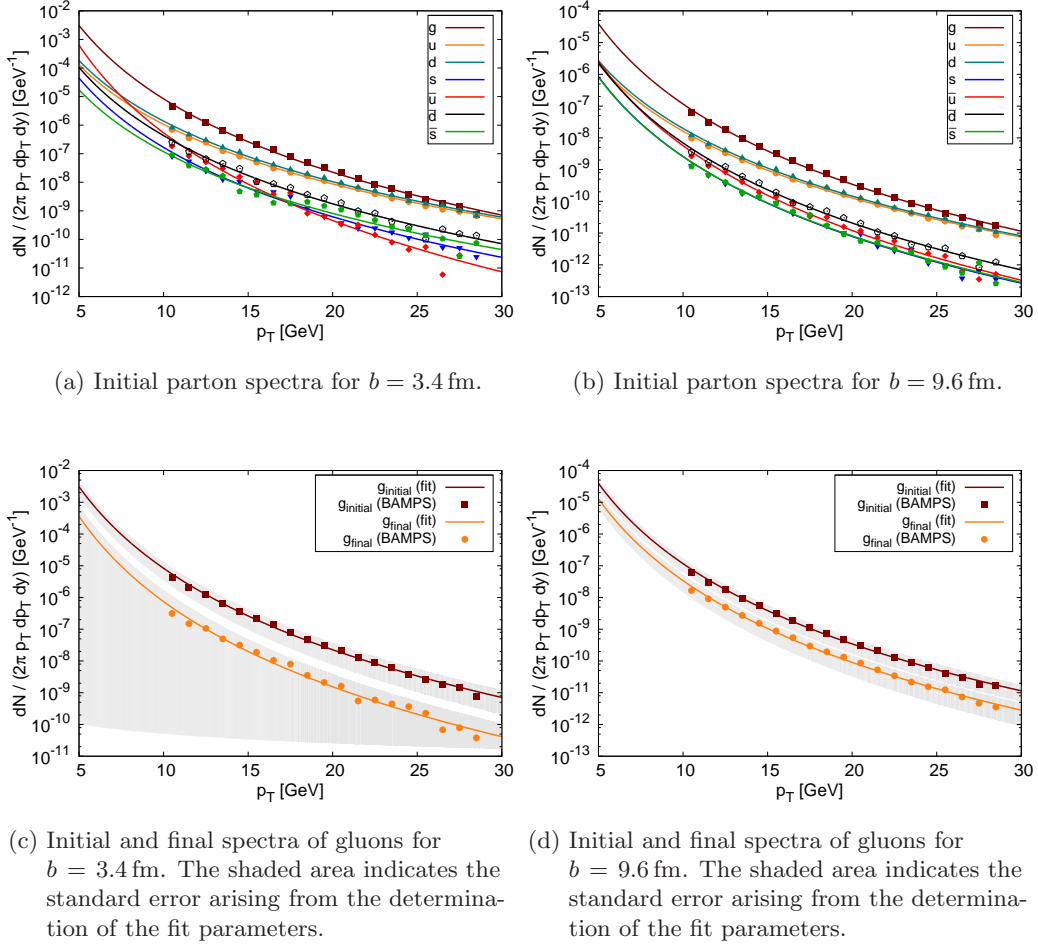 dN / (2π p_T dp_T dy) [GeV^-1]
10^-2
10^-3
10^-4
10^-5
10^-6
10^-7
10^-8
10^-9
10^-10
10^-11
10^-12
5 10 15 20 25 30
p_T [GeV]
g
u
d
s
u̅
d̅
s̅
(a) Initial parton spectra for b = 3.4 fm.
dN / (2π p_T dp_T dy) [GeV^-1]
10^-4
10^-5
10^-6
10^-7
10^-8
10^-9
10^-10
10^-11
10^-12
10^-13
5 10 15 20 25 30
p_T [GeV]
g
u
d
s
u̅
d̅
s̅
(b) Initial parton spectra for b = 9.6 fm.
dN / (2π p_T dp_T dy) [GeV^-1]
10^-2
10^-3
10^-4
10^-5
10^-6
10^-7
10^-8
10^-9
10^-10
10^-11
5 10 15 20 25 30
p_T [GeV]
g_initial (fit)
g_initial (BAMPS)
g_final (fit)
g_final (BAMPS)
(c) Initial and final spectra of gluons for
b = 3.4 fm. The shaded area indicates the
standard error arising from the determina-
tion of the fit parameters.
dN / (2π p_T dp_T dy) [GeV^-1]
10^-4
10^-5
10^-6
10^-7
10^-8
10^-9
10^-10
10^-11
10^-12
10^-13
5 10 15 20 25 30
p_T [GeV]
g_initial (fit)
g_initial (BAMPS)
g_final (fit)
g_final (BAMPS)
(d) Initial and final spectra of gluons for
b = 9.6 fm. The shaded area indicates the
standard error arising from the determina-
tion of the fit parameters.